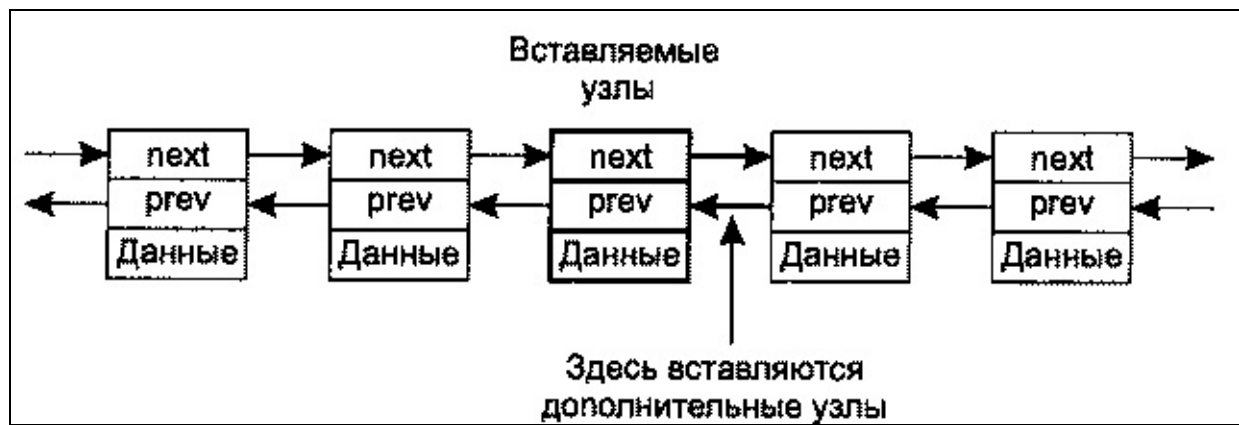 Вставляемые
узлы
next next next next next
prev prev prev prev prev
Данные Данные Данные Данные Данные
Здесь вставляются
дополнительные узлы